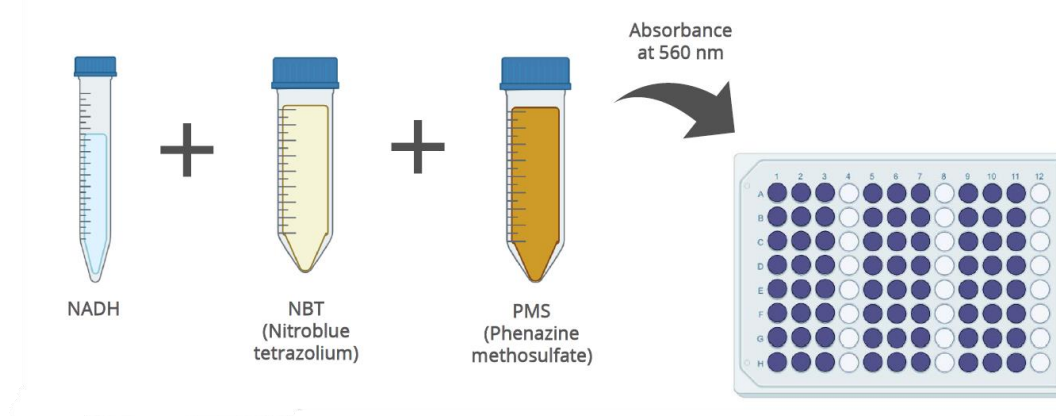 Absorbance
at 560 nm
NADH
NBT
(Nitroblue
tetrazolium)
PMS
(Phenazine
methosulfate)
1 2 3 4 5 6 7 8 9 10 11 12
A
B
C
D
E
F
G
H